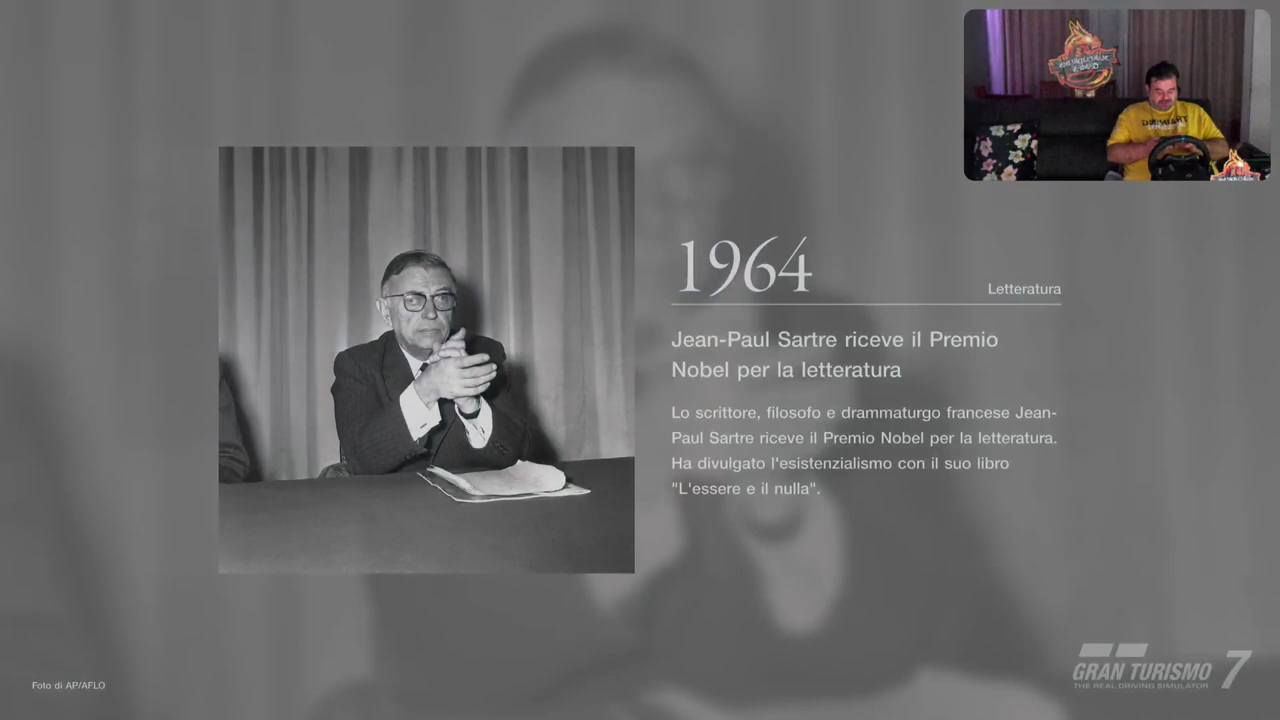 1964
Letteratura
Jean-Paul Sartre riceve il Premio
Nobel per la letteratura
Lo scrittore, filosofo e drammaturgo francese Jean-
Paul Sartre riceve il Premio Nobel per la letteratura.
Ha divulgato l'esistenzialismo con il suo libro
"L'essere e il nulla".
Foto di AP/AFLO
GRAN TURISMO 7
THE REAL DRIVING SIMULATOR